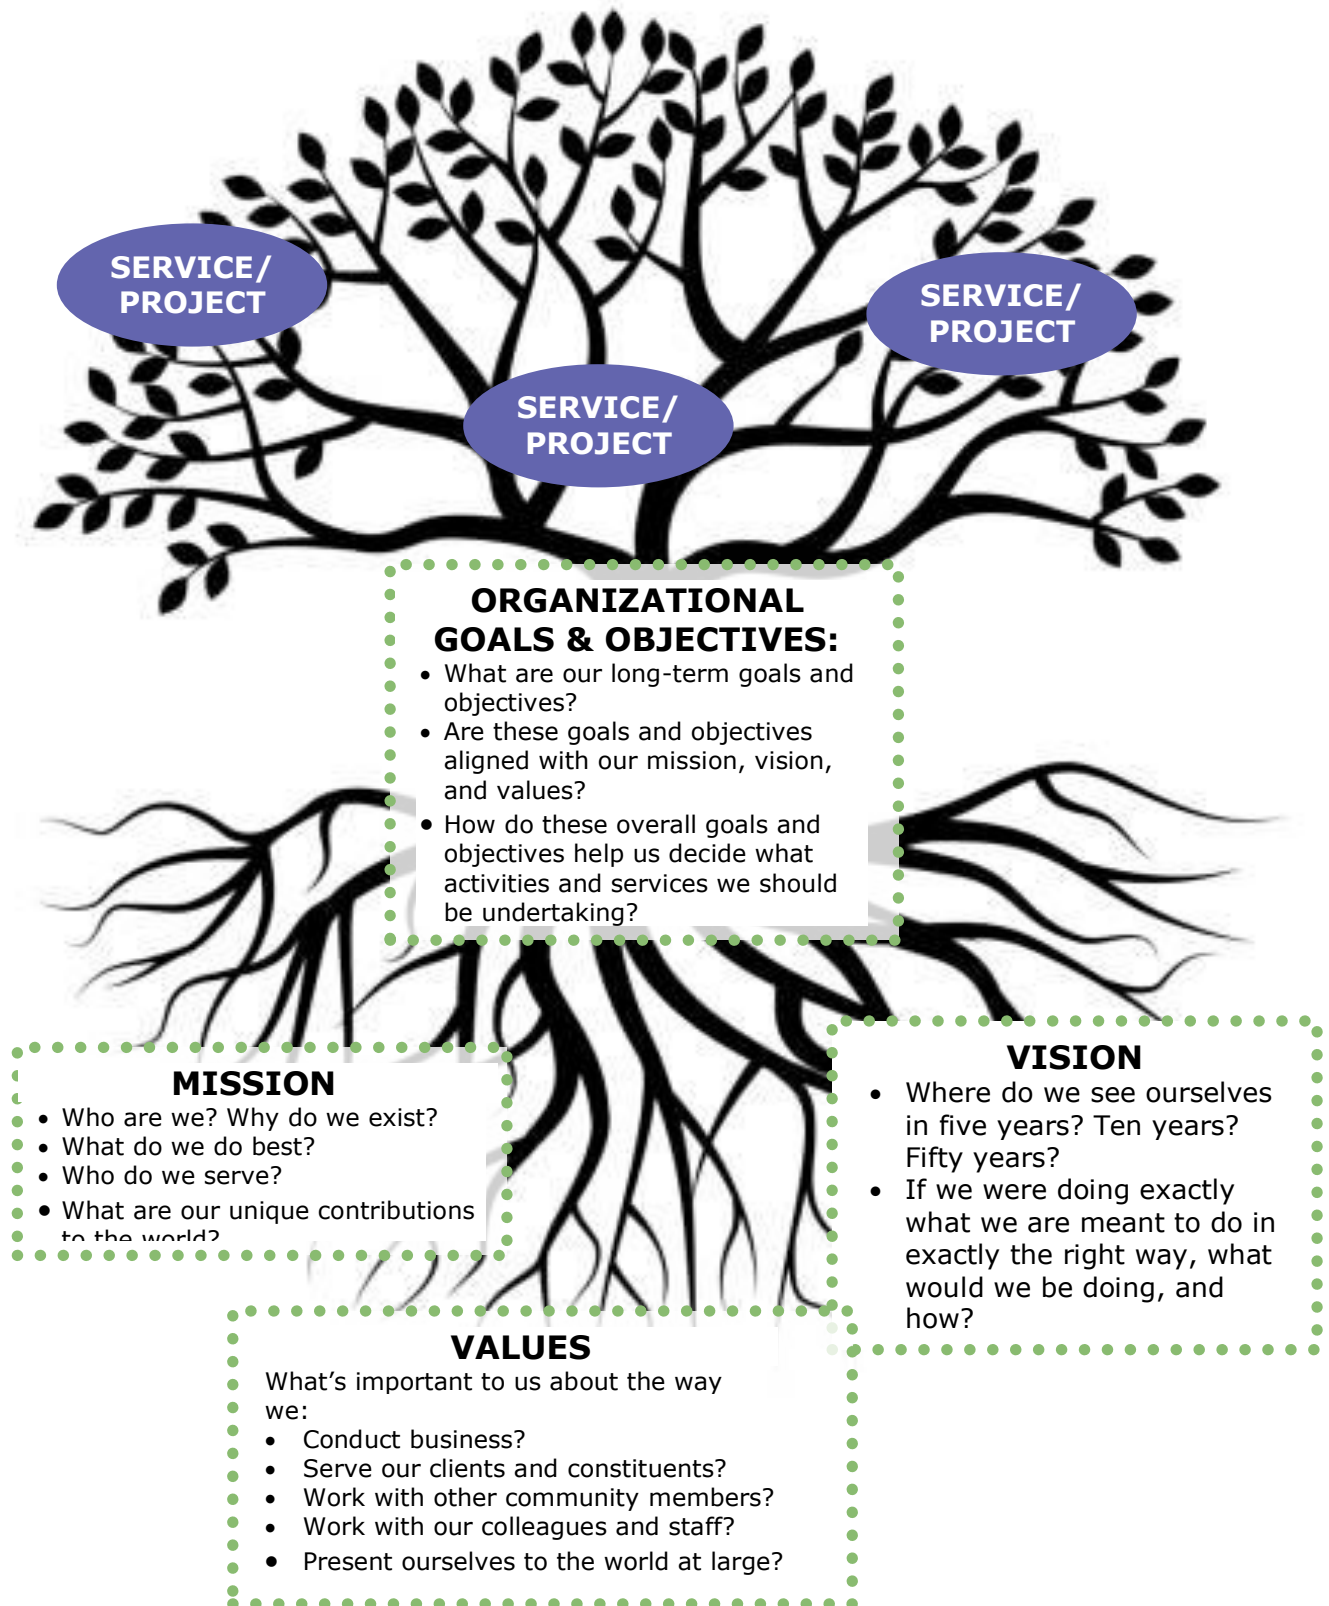 SERVICE/
PROJECT
SERVICE/
PROJECT
SERVICE/
PROJECT
ORGANIZATIONAL
GOALS & OBJECTIVES:
• What are our long-term goals and
objectives?
• Are these goals and objectives
aligned with our mission, vision,
and values?
• How do these overall goals and
objectives help us decide what
activities and services we should
be undertaking?
MISSION
• Who are we? Why do we exist?
• What do we do best?
• Who do we serve?
• What are our unique contributions
to the world?
VISION
• Where do we see ourselves
in five years? Ten years?
Fifty years?
• If we were doing exactly
what we are meant to do in
exactly the right way, what
would we be doing, and
how?
VALUES
What’s important to us about the way
we:
• Conduct business?
• Serve our clients and constituents?
• Work with other community members?
• Work with our colleagues and staff?
• Present ourselves to the world at large?